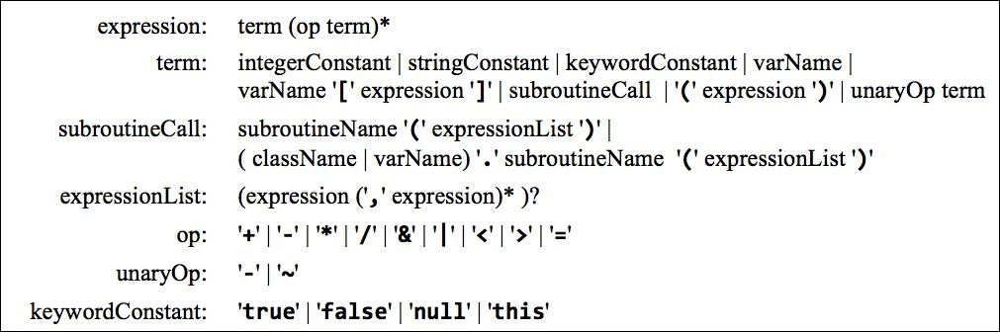 expression: term (op term)*
term: integerConstant | stringConstant | keywordConstant | varName |
varName '[' expression ']' | subroutineCall | '(' expression ')' | unaryOp term
subroutineCall: subroutineName '(' expressionList ')' |
( className | varName) '.' subroutineName '(' expressionList ')'
expressionList: (expression (',' expression)* )?
op: '+' | '-' | '*' | '/' | '&' | '|' | '<' | '>' | '='
unaryOp: '-' | '~'
keywordConstant: 'true' | 'false' | 'null' | 'this'